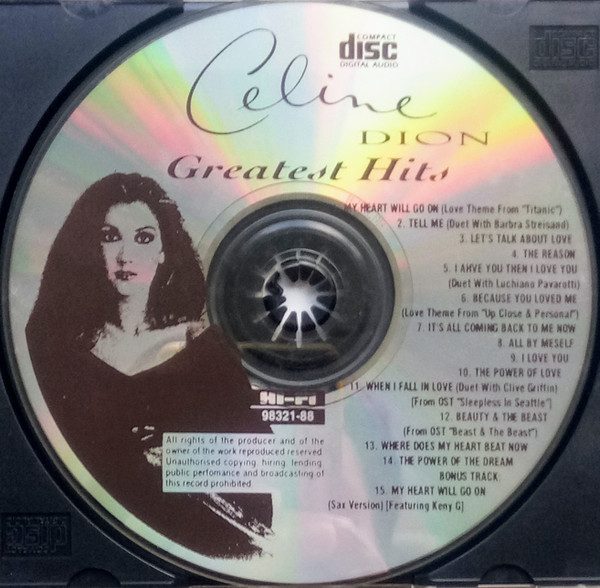 COMPACT
disc
DIGITAL AUDIO
disc
Celine
DION
Greatest Hits
MY HEART WILL GO ON (Love Theme From "Titanic")
2. TELL ME (Duet With Barbra Streisand)
3. LET'S TALK ABOUT LOVE
4. THE REASON
5. I AHVE YOU THEN I LOVE YOU
(Duet With Luchiano Pavarotti)
6. BECAUSE YOU LOVED ME
(Love Theme From "Up Close & Personal")
7. IT'S ALL COMING BACK TO ME NOW
8. ALL BY MESELF
9. I LOVE YOU
10. THE POWER OF LOVE
11. WHEN I FALL IN LOVE (Duet With Clive Griffin)
[From OST "Sleepless In Seattle"]
12. BEAUTY & THE BEAST
(From OST "Beast & The Beast")
13. WHERE DOES MY HEART BEAT NOW
14. THE POWER OF THE DREAM
BONUS TRACK:
15. MY HEART WILL GO ON
(Sax Version) [Featuring Keny G]
Hi-Fi
98321-88
All rights of the producer and of the
owner of the work reproduced reserved
Unauthorised copying, hiring, lending,
public perfomance and broadcasting of
this record prohibited.
disc